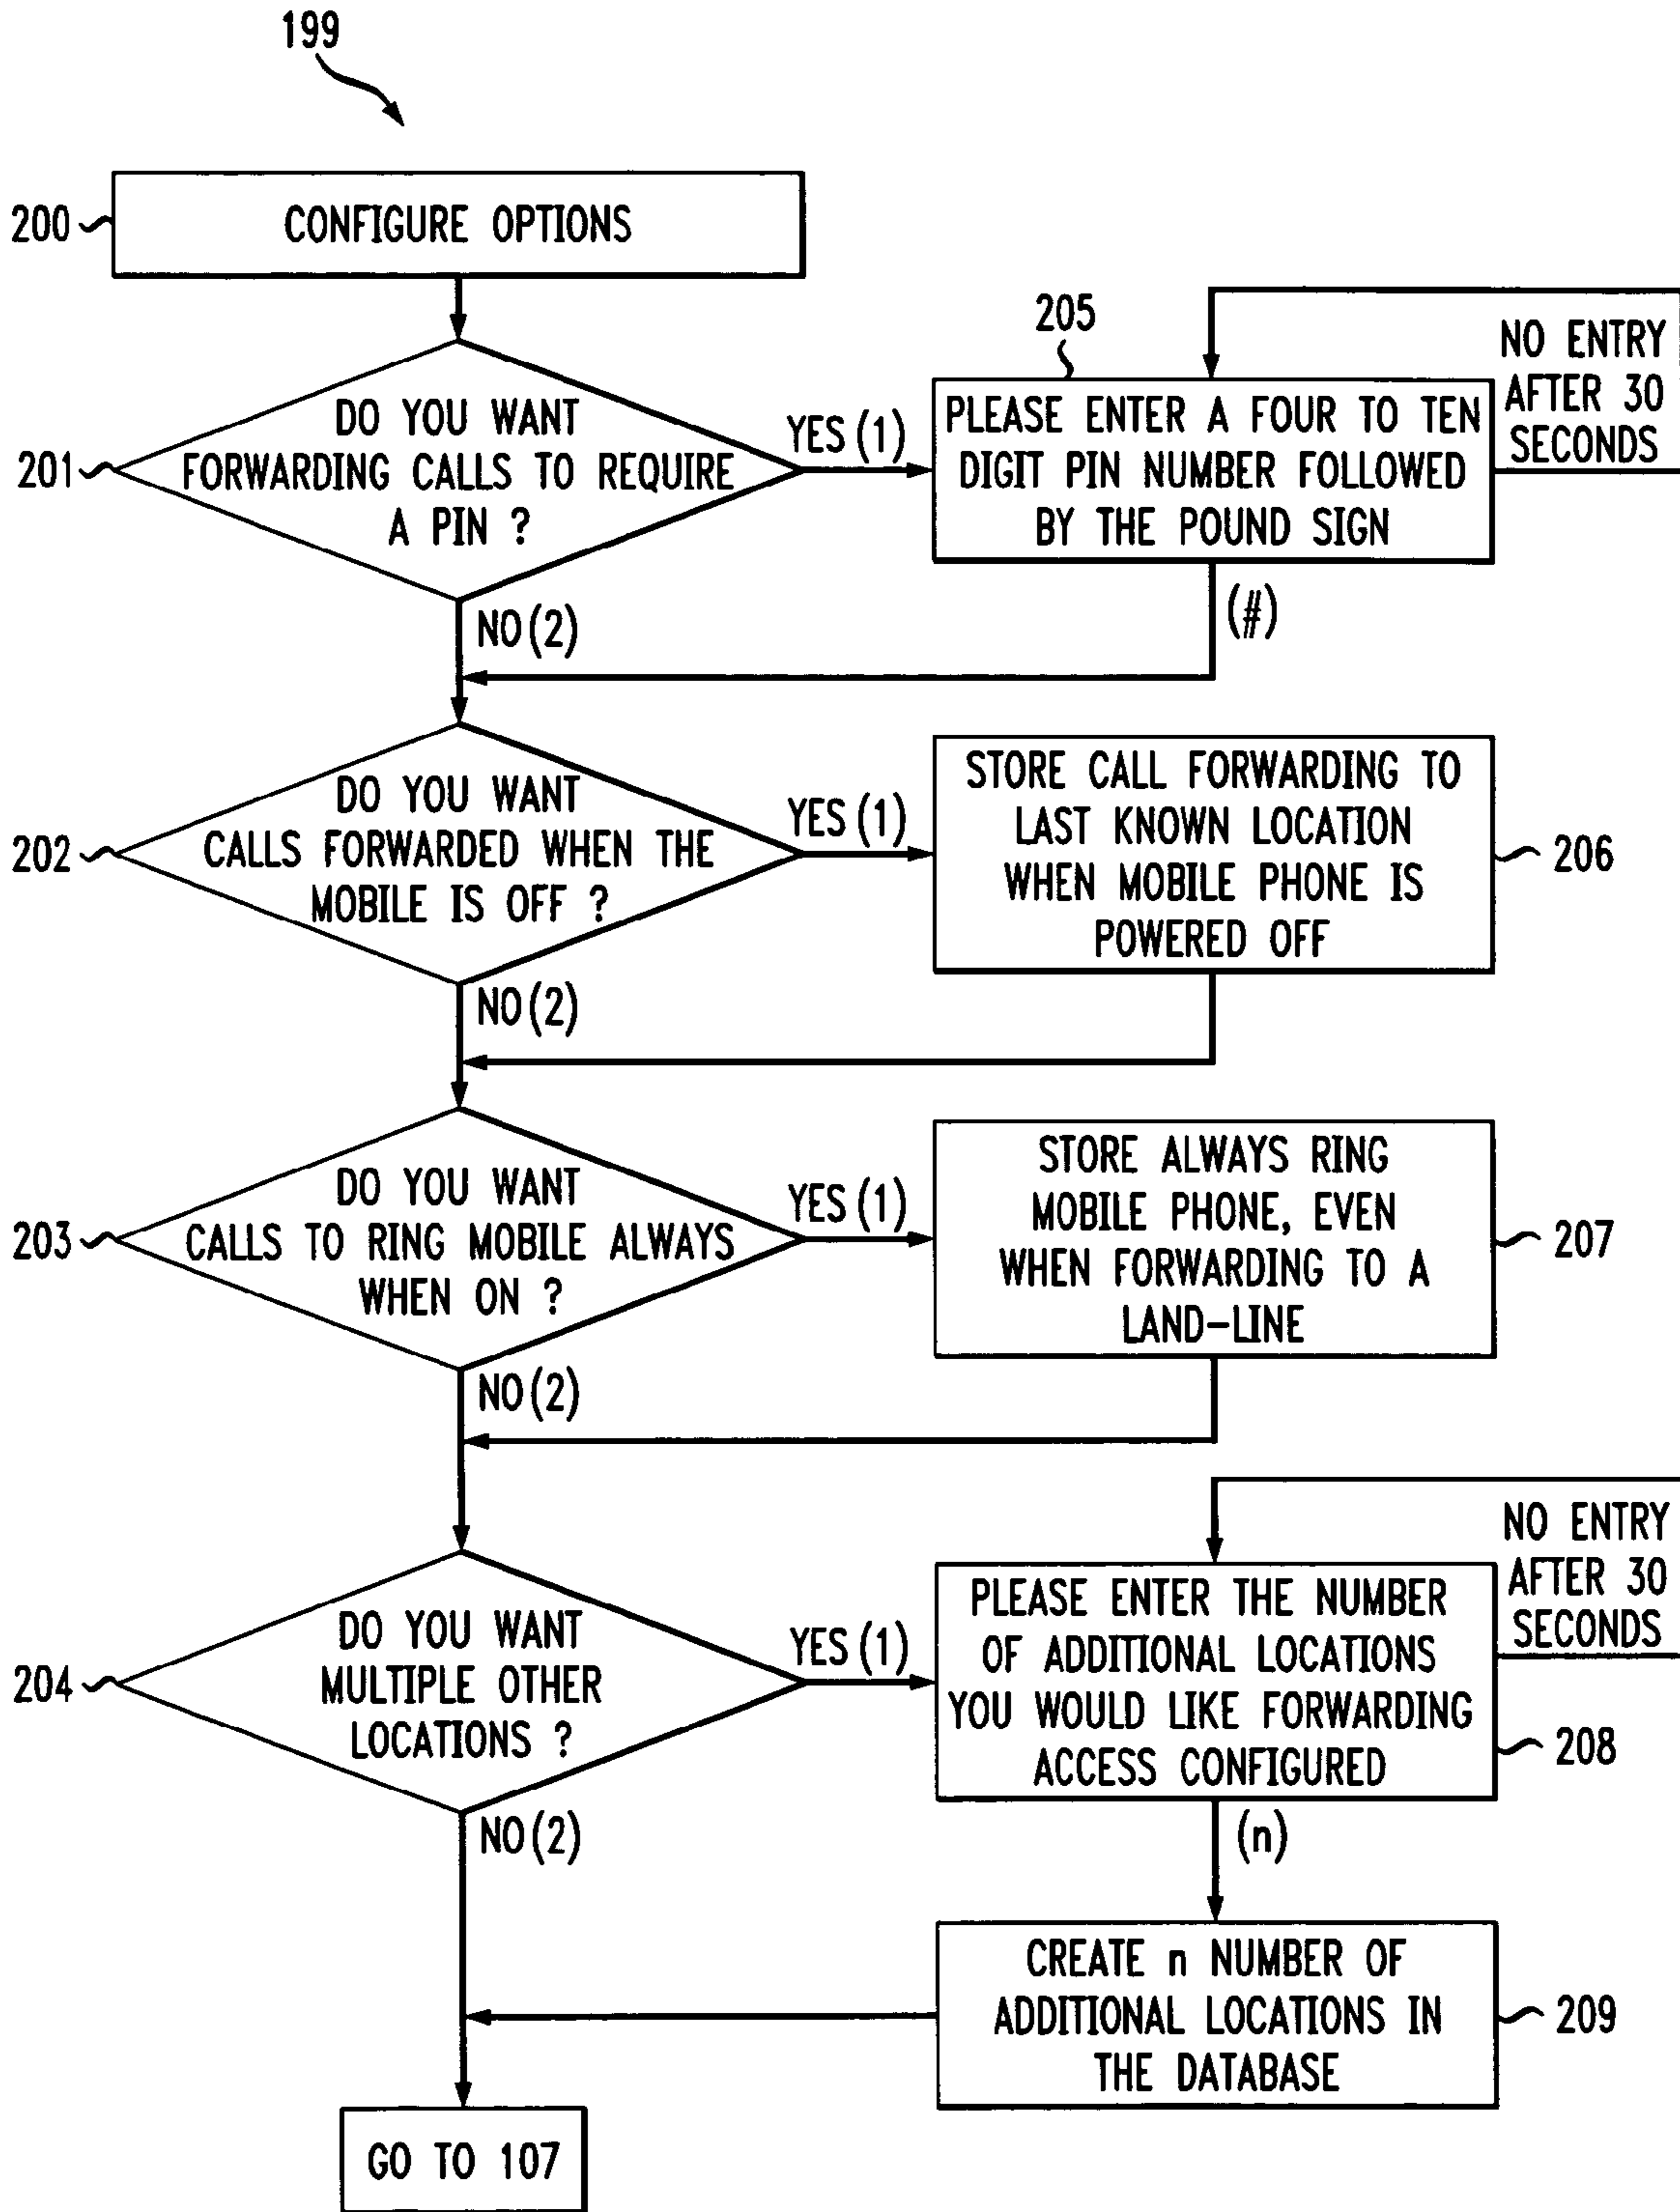 199
200
CONFIGURE OPTIONS
201
DO YOU WANT
FORWARDING CALLS TO REQUIRE
A PIN ?
YES (1)
205
PLEASE ENTER A FOUR TO TEN
DIGIT PIN NUMBER FOLLOWED
BY THE POUND SIGN
NO ENTRY
AFTER 30
SECONDS
NO (2)
(#)
202
DO YOU WANT
CALLS FORWARDED WHEN THE
MOBILE IS OFF ?
YES (1)
STORE CALL FORWARDING TO
LAST KNOWN LOCATION
WHEN MOBILE PHONE IS
POWERED OFF
206
NO (2)
203
DO YOU WANT
CALLS TO RING MOBILE ALWAYS
WHEN ON ?
YES (1)
STORE ALWAYS RING
MOBILE PHONE, EVEN
WHEN FORWARDING TO A
LAND-LINE
207
NO (2)
204
DO YOU WANT
MULTIPLE OTHER
LOCATIONS ?
YES (1)
PLEASE ENTER THE NUMBER
OF ADDITIONAL LOCATIONS
YOU WOULD LIKE FORWARDING
ACCESS CONFIGURED
NO ENTRY
AFTER 30
SECONDS
208
NO (2)
(n)
CREATE n NUMBER OF
ADDITIONAL LOCATIONS IN
THE DATABASE
209
GO TO 107